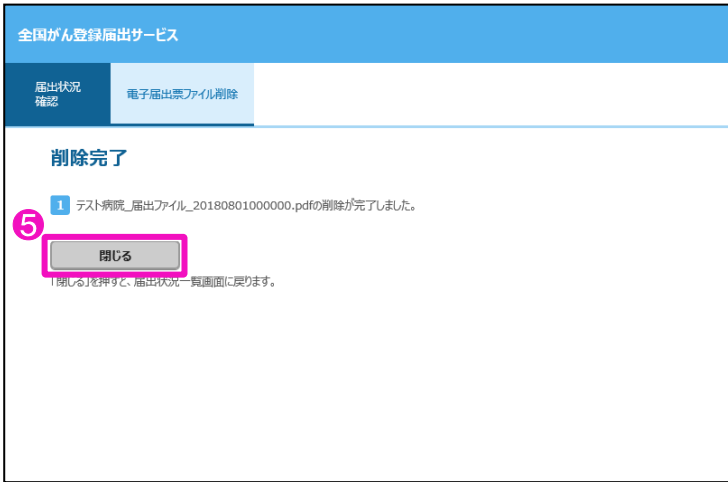 全国がん登録届出サービス
届出状況
確認
電子届出票ファイル削除
削除完了
1 テスト病院_届出ファイル_20180801000000.pdfの削除が完了しました。
5
閉じる
「閉じる」を押すと、届出状況一覧画面に戻ります。